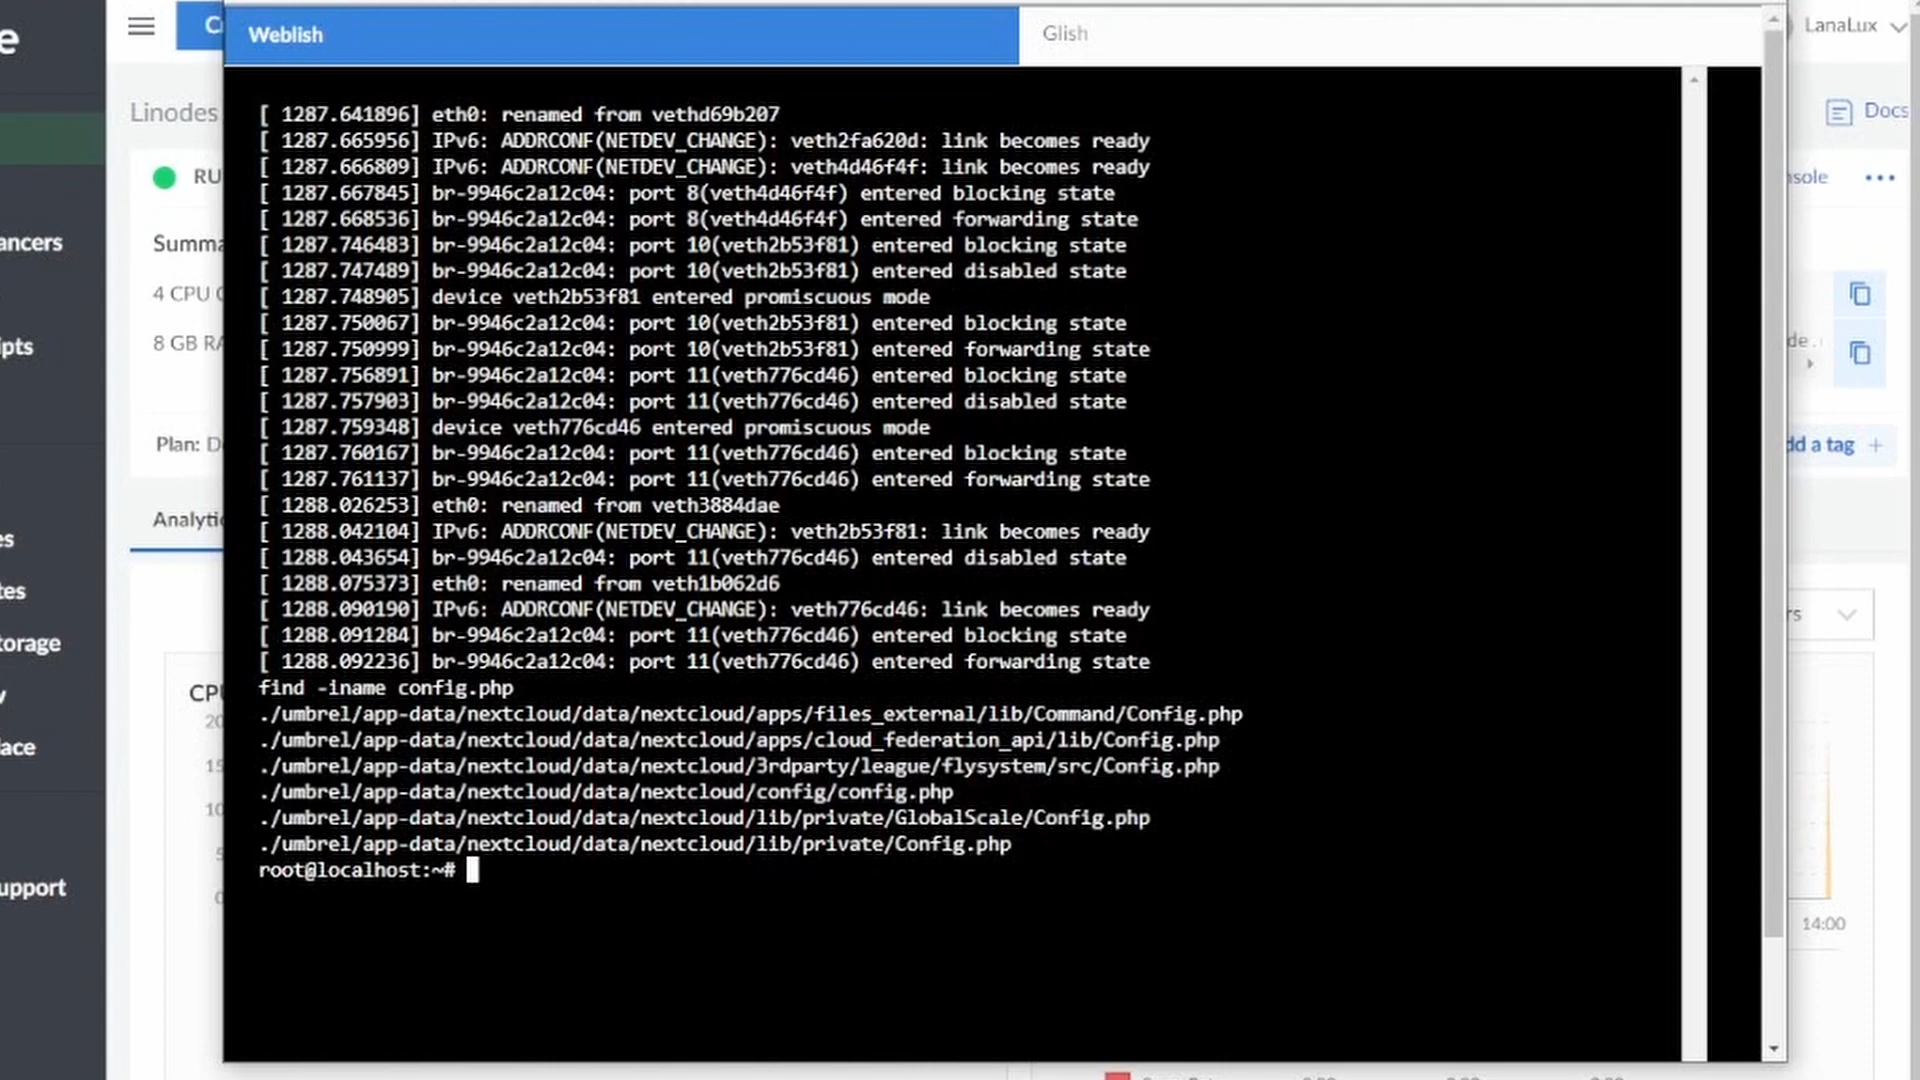 e
C
Weblish
Glish
LanaLux
Linodes
Docs
RU
nsole
ancers
Summa
4 CPU C
ipts
8 GB RA
de.
Plan: D
dd a tag +
Analytic
es
tes
rs
torage
CPU
y
20
lace
15
10
5
upport
0
14:00
[ 1287.641896] eth0: renamed from vethd69b207
[ 1287.665956] IPv6: ADDRCONF(NETDEV_CHANGE): veth2fa620d: link becomes ready
[ 1287.666809] IPv6: ADDRCONF(NETDEV_CHANGE): veth4d46f4f: link becomes ready
[ 1287.667845] br-9946c2a12c04: port 8(veth4d46f4f) entered blocking state
[ 1287.668536] br-9946c2a12c04: port 8(veth4d46f4f) entered forwarding state
[ 1287.746483] br-9946c2a12c04: port 10(veth2b53f81) entered blocking state
[ 1287.747489] br-9946c2a12c04: port 10(veth2b53f81) entered disabled state
[ 1287.748905] device veth2b53f81 entered promiscuous mode
[ 1287.750067] br-9946c2a12c04: port 10(veth2b53f81) entered blocking state
[ 1287.750999] br-9946c2a12c04: port 10(veth2b53f81) entered forwarding state
[ 1287.756891] br-9946c2a12c04: port 11(veth776cd46) entered blocking state
[ 1287.757903] br-9946c2a12c04: port 11(veth776cd46) entered disabled state
[ 1287.759348] device veth776cd46 entered promiscuous mode
[ 1287.760167] br-9946c2a12c04: port 11(veth776cd46) entered blocking state
[ 1287.761137] br-9946c2a12c04: port 11(veth776cd46) entered forwarding state
[ 1288.026253] eth0: renamed from veth3884dae
[ 1288.042104] IPv6: ADDRCONF(NETDEV_CHANGE): veth2b53f81: link becomes ready
[ 1288.043654] br-9946c2a12c04: port 11(veth776cd46) entered disabled state
[ 1288.075373] eth0: renamed from veth1b062d6
[ 1288.090190] IPv6: ADDRCONF(NETDEV_CHANGE): veth776cd46: link becomes ready
[ 1288.091284] br-9946c2a12c04: port 11(veth776cd46) entered blocking state
[ 1288.092236] br-9946c2a12c04: port 11(veth776cd46) entered forwarding state
find -iname config.php
./umbrel/app-data/nextcloud/data/nextcloud/apps/files_external/lib/Command/Config.php
./umbrel/app-data/nextcloud/data/nextcloud/apps/cloud_federation_api/lib/Config.php
./umbrel/app-data/nextcloud/data/nextcloud/3rdparty/league/flysystem/src/Config.php
./umbrel/app-data/nextcloud/data/nextcloud/config/config.php
./umbrel/app-data/nextcloud/data/nextcloud/lib/private/GlobalScale/Config.php
./umbrel/app-data/nextcloud/data/nextcloud/lib/private/Config.php
root@localhost:~#